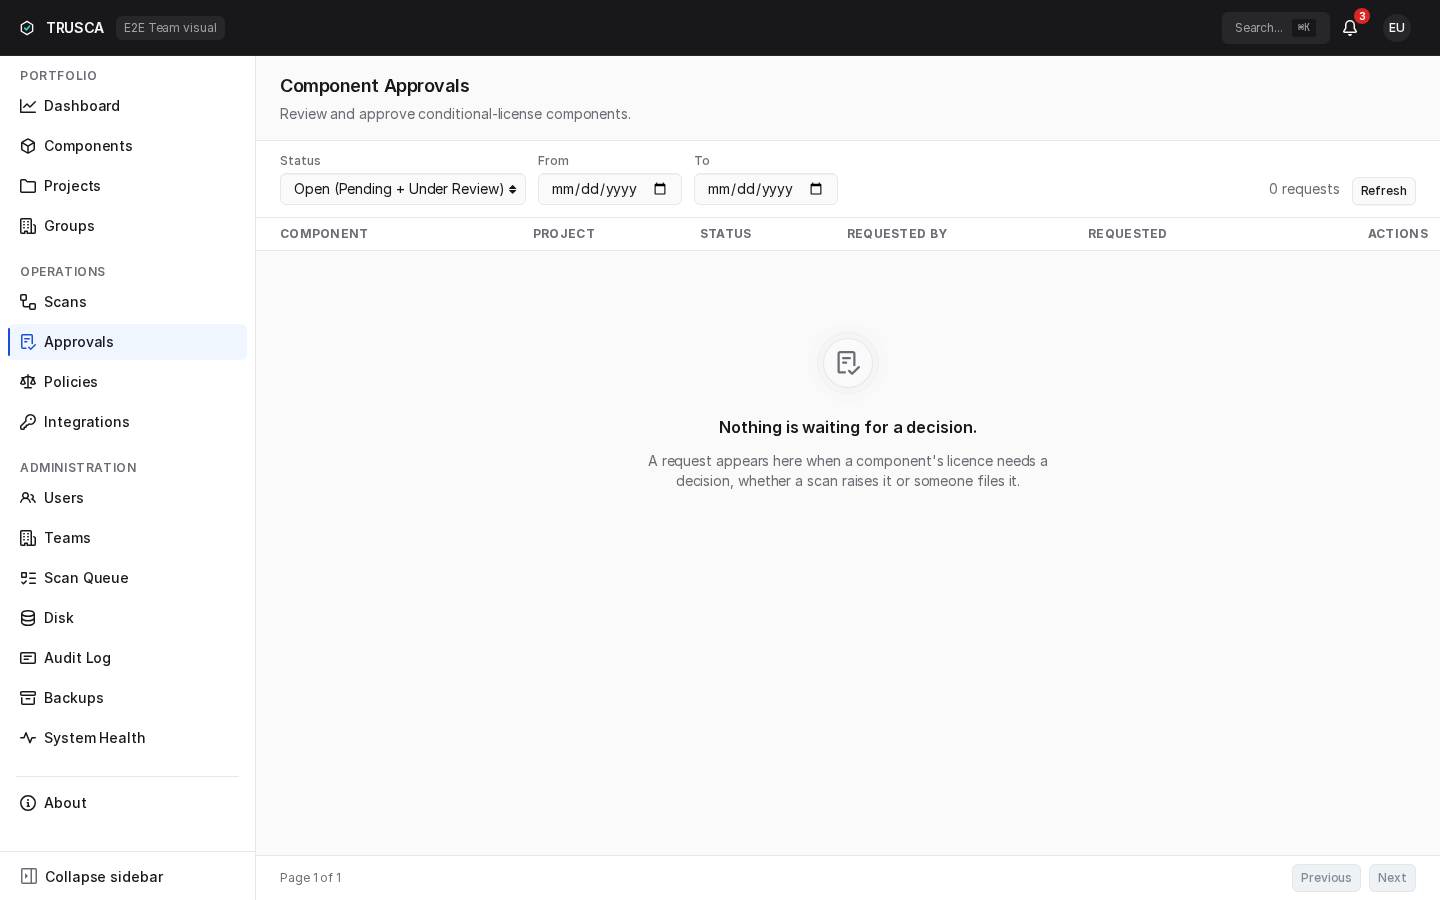 TRUSCA
E2E Team visual
Search...
⌘K
3
EU
PORTFOLIO
Dashboard
Components
Projects
Groups
OPERATIONS
Scans
Approvals
Policies
Integrations
ADMINISTRATION
Users
Teams
Scan Queue
Disk
Audit Log
Backups
System Health
About
Collapse sidebar
Component Approvals
Review and approve conditional-license components.
Status
From
To
Open (Pending + Under Review)
mm/dd/yyyy
mm/dd/yyyy
0 requests
Refresh
COMPONENT
PROJECT
STATUS
REQUESTED BY
REQUESTED
ACTIONS
Nothing is waiting for a decision.
A request appears here when a component's licence needs a
decision, whether a scan raises it or someone files it.
Page 1 of 1
Previous
Next